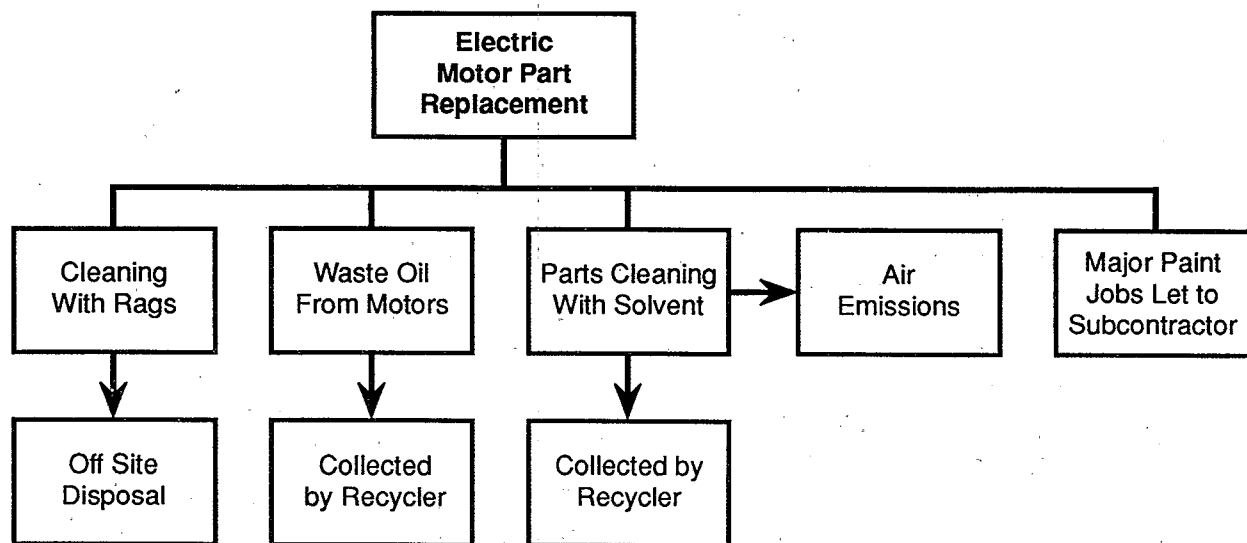 Electric
Motor Part
Replacement
Cleaning
With Rags
Waste Oil
From Motors
Parts Cleaning
With Solvent
Air
Emissions
Major Paint
Jobs Let to
Subcontractor
Off Site
Disposal
Collected
by Recycler
Collected by
Recycler